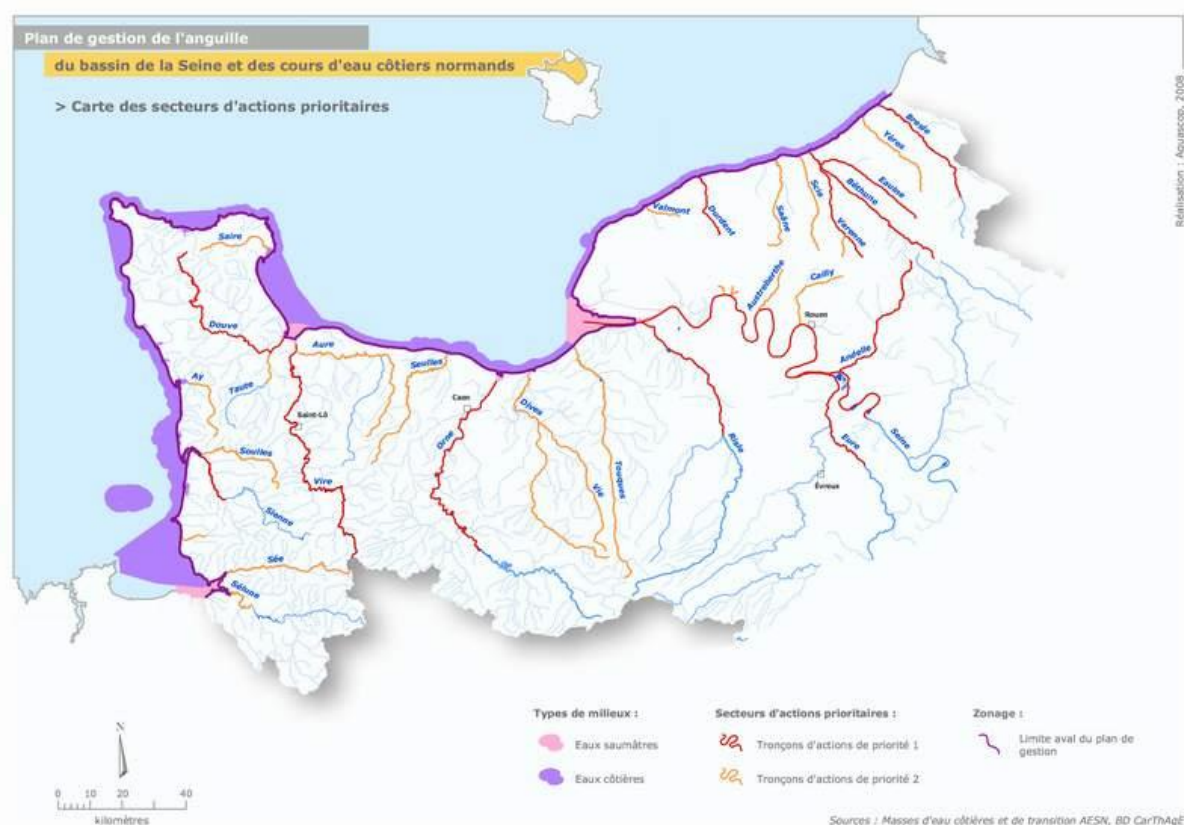 Plan de gestion de l'anguille
du bassin de la Seine et des cours d'eau côtiers normands
> Carte des secteurs d'actions prioritaires
Réalisation : Aquascop, 2008
Bresle
Yères
Eaulne
Béthune
Scie
Saâne
Varenne
Valmont
Durdent
Saire
Austreberthe
Cailly
Rouen
Douve
Andelle
Aure
Seulles
Ay
Taute
Saint-Lô
Caen
Dives
Orne
Risle
Eure
Seine
Soulles
Touques
Vie
Vire
Évreux
Sienne
Sée
Sélune
N
0 10 20 40
kilomètres
Types de milieux :
Eaux saumâtres
Eaux côtières
Secteurs d'actions prioritaires :
Tronçons d'actions de priorité 1
Tronçons d'actions de priorité 2
Zonage :
Limite aval du plan de
gestion
Sources : Masses d'eau côtières et de transition AESN, BD CarThAgE